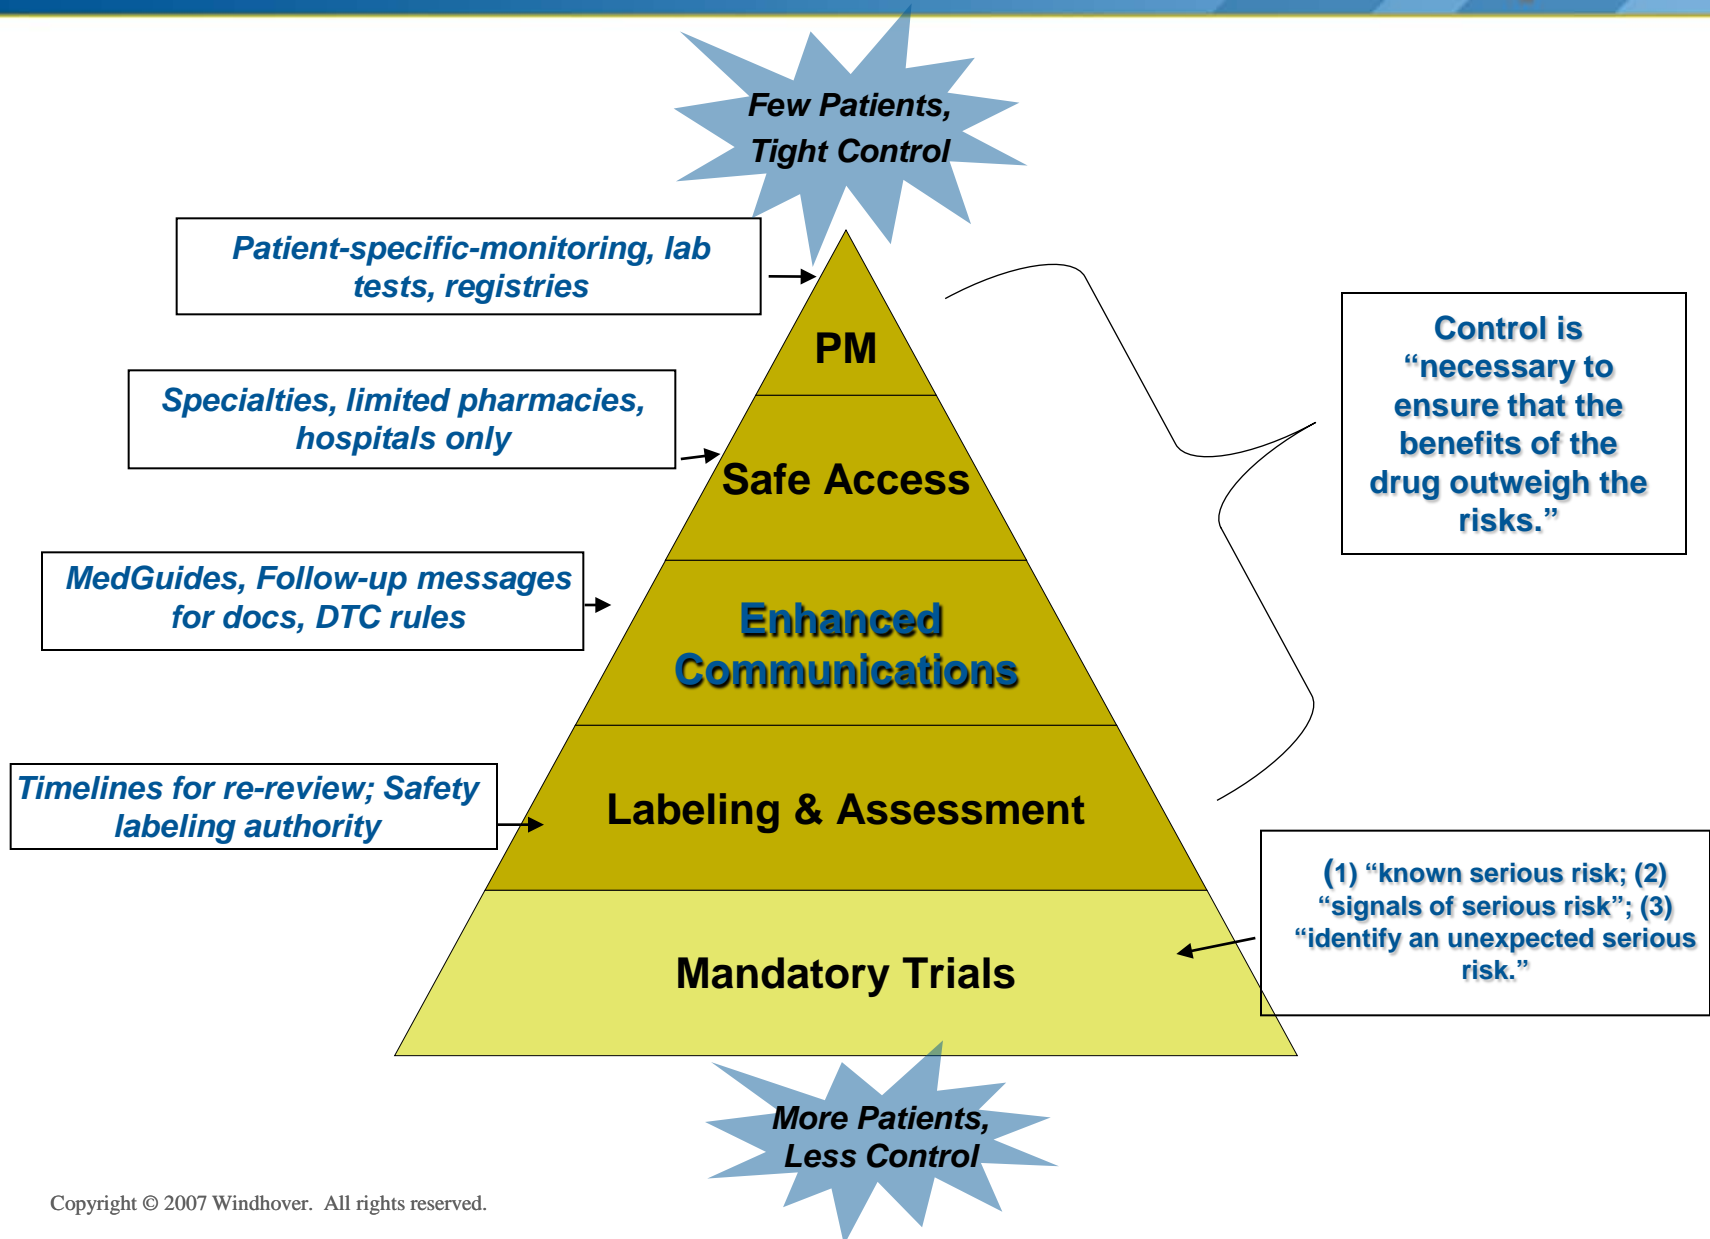 Few Patients,
Tight Control
Patient-specific-monitoring, lab
tests, registries
PM
Control is
“necessary to
ensure that the
benefits of the
drug outweigh the
risks.”
Specialties, limited pharmacies,
hospitals only
Safe Access
MedGuides, Follow-up messages
for docs, DTC rules
Enhanced
Communications
Timelines for re-review; Safety
labeling authority
Labeling & Assessment
(1) “known serious risk; (2)
“signals of serious risk”; (3)
“identify an unexpected serious
risk.”
Mandatory Trials
More Patients,
Less Control
Copyright © 2007 Windhover. All rights reserved.